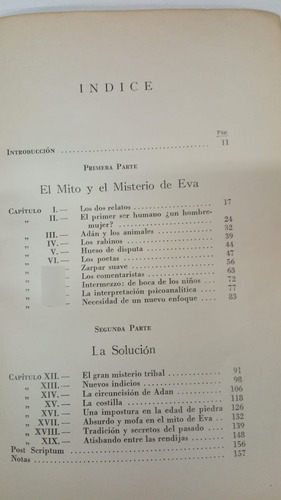 INDICE
Pág.
INTRODUCCIÓN ........ 11
PRIMERA PARTE
El Mito y el Misterio de Eva
CAPÍTULO I.— Los dos relatos ........ 17
„ II.— El primer ser humano ¿un hombre-
mujer? ........ 24
„ III.— Adán y los animales ........ 32
„ IV.— Los rabinos ........ 39
„ V.— Hueso de disputa ........ 44
„ VI.— Los poetas ........ 47
„ — Zarpar suave ........ 56
„ — Los comentaristas ........ 63
„ — Intermezzo: de boca de los niños ... 72
„ — La interpretación psicoanalítica .... 77
„ — Necesidad de un nuevo enfoque .... 83
SEGUNDA PARTE
La Solución
CAPÍTULO XII.— El gran misterio tribal ........ 91
„ XIII.— Nuevos indicios ........ 98
„ XIV.— La circuncisión de Adan ........ 106
„ XV.— La costilla ........ 118
„ XVI.— Una impostura en la edad de piedra 126
„ XVII.— Absurdo y mofa en el mito de Eva .. 132
„ XVIII.— Tradición y secretos del pasado .... 139
„ XIX.— Atisbando entre las rendijas ...... 148
Post Scriptum ........ 156
Notas ........ 157